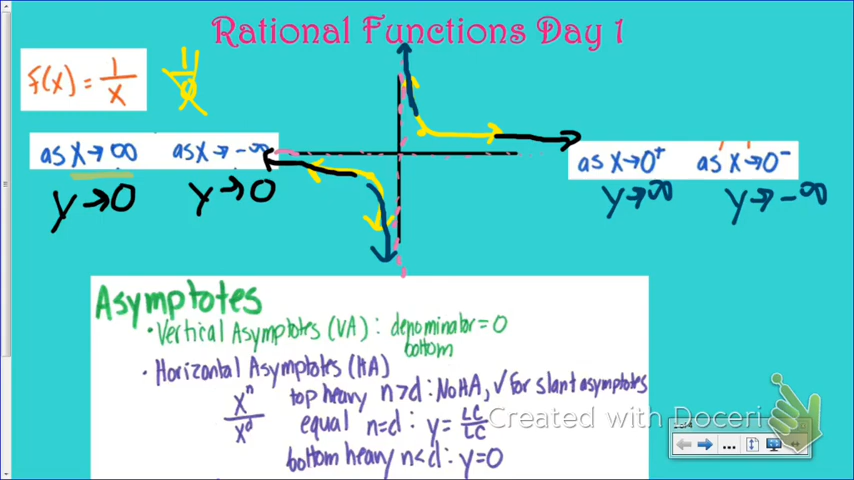 Rational Functions Day 1
f(x) = 1/x
1/0
as x→∞
as x→-∞
y→0
y→0
as x→0⁺
as x→0⁻
y→∞
y→-∞
Asymptotes
• Vertical Asymptotes (VA): denominator = 0
bottom
• Horizontal Asymptotes (HA)
xⁿ/xᵈ
top heavy n>d: No HA, ✓ for slant asymptotes
equal n=d: y= LC/LC
bottom heavy n<d: y=0
Created with Doceri